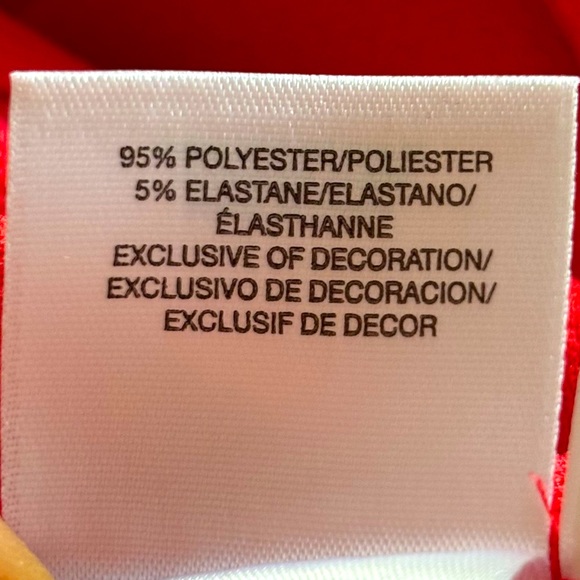 95% POLYESTER/POLIESTER
5% ELASTANE/ELASTANO/
ÉLASTHANNE
EXCLUSIVE OF DECORATION/
EXCLUSIVO DE DECORACION/
EXCLUSIF DE DECOR